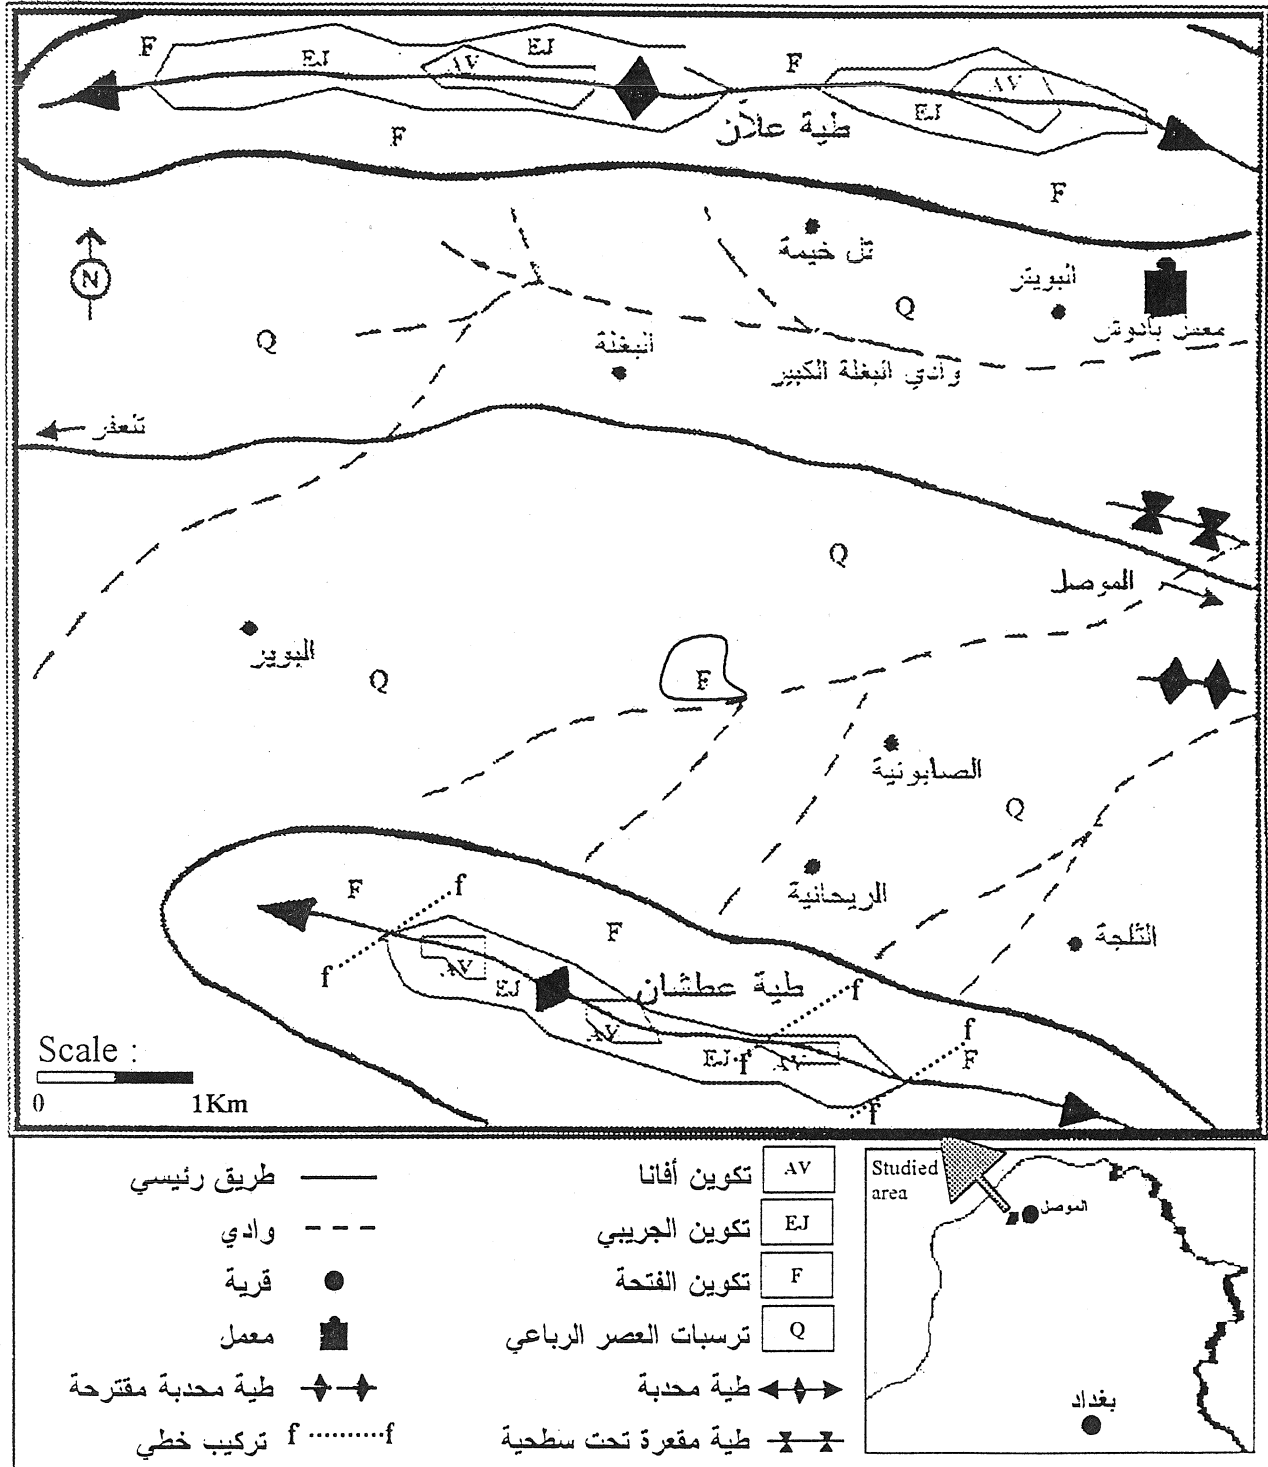 F
EJ
EJ
F
AV
AV
EJ
طية علآن
F
F
N
تل خيمة
انبويتر
Q
Q
انبغلة
معمل بادوش
وادي انبغلة الكبير
تلعفر
Q
الموصل
البوير
Q
F
الصابونية
Q
الريحانية
F
f
F
الثلجة
f
AV
EJ
طية عطشان
f
f
AV
EJ
f
AV
F
f
Scale :
0 1Km
طريق رئيسي
وادي
قرية
معمل
طية محدبة مقترحة
تركيب خطي f f
تكوين أفانا AV
تكوين الجريبي EJ
تكوين الفتحة F
ترسبات العصر الرباعي Q
طية محدبة
طية مقعرة تحت سطحية
Studied
area
الموصل
بغداد